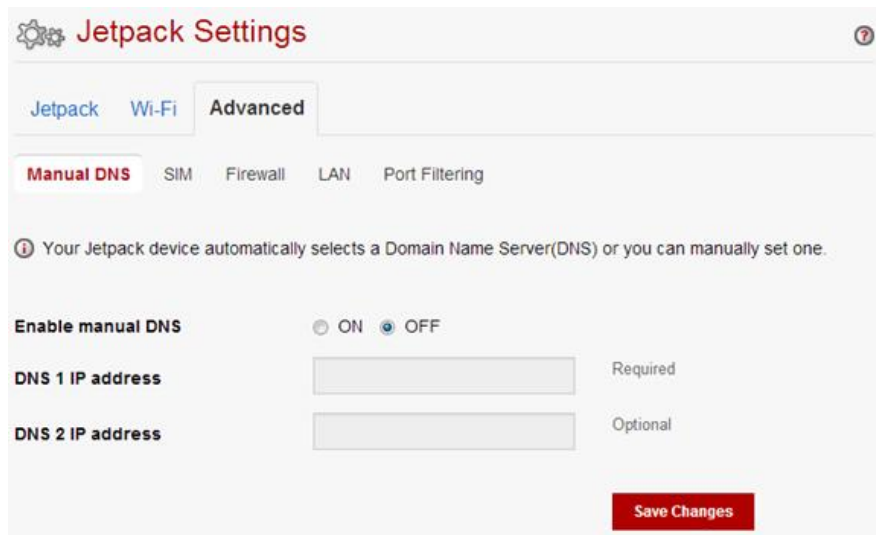 Jetpack Settings
?
Jetpack Wi-Fi Advanced
Manual DNS SIM Firewall LAN Port Filtering
i Your Jetpack device automatically selects a Domain Name Server(DNS) or you can manually set one.
Enable manual DNS ON OFF
DNS 1 IP address Required
DNS 2 IP address Optional
Save Changes